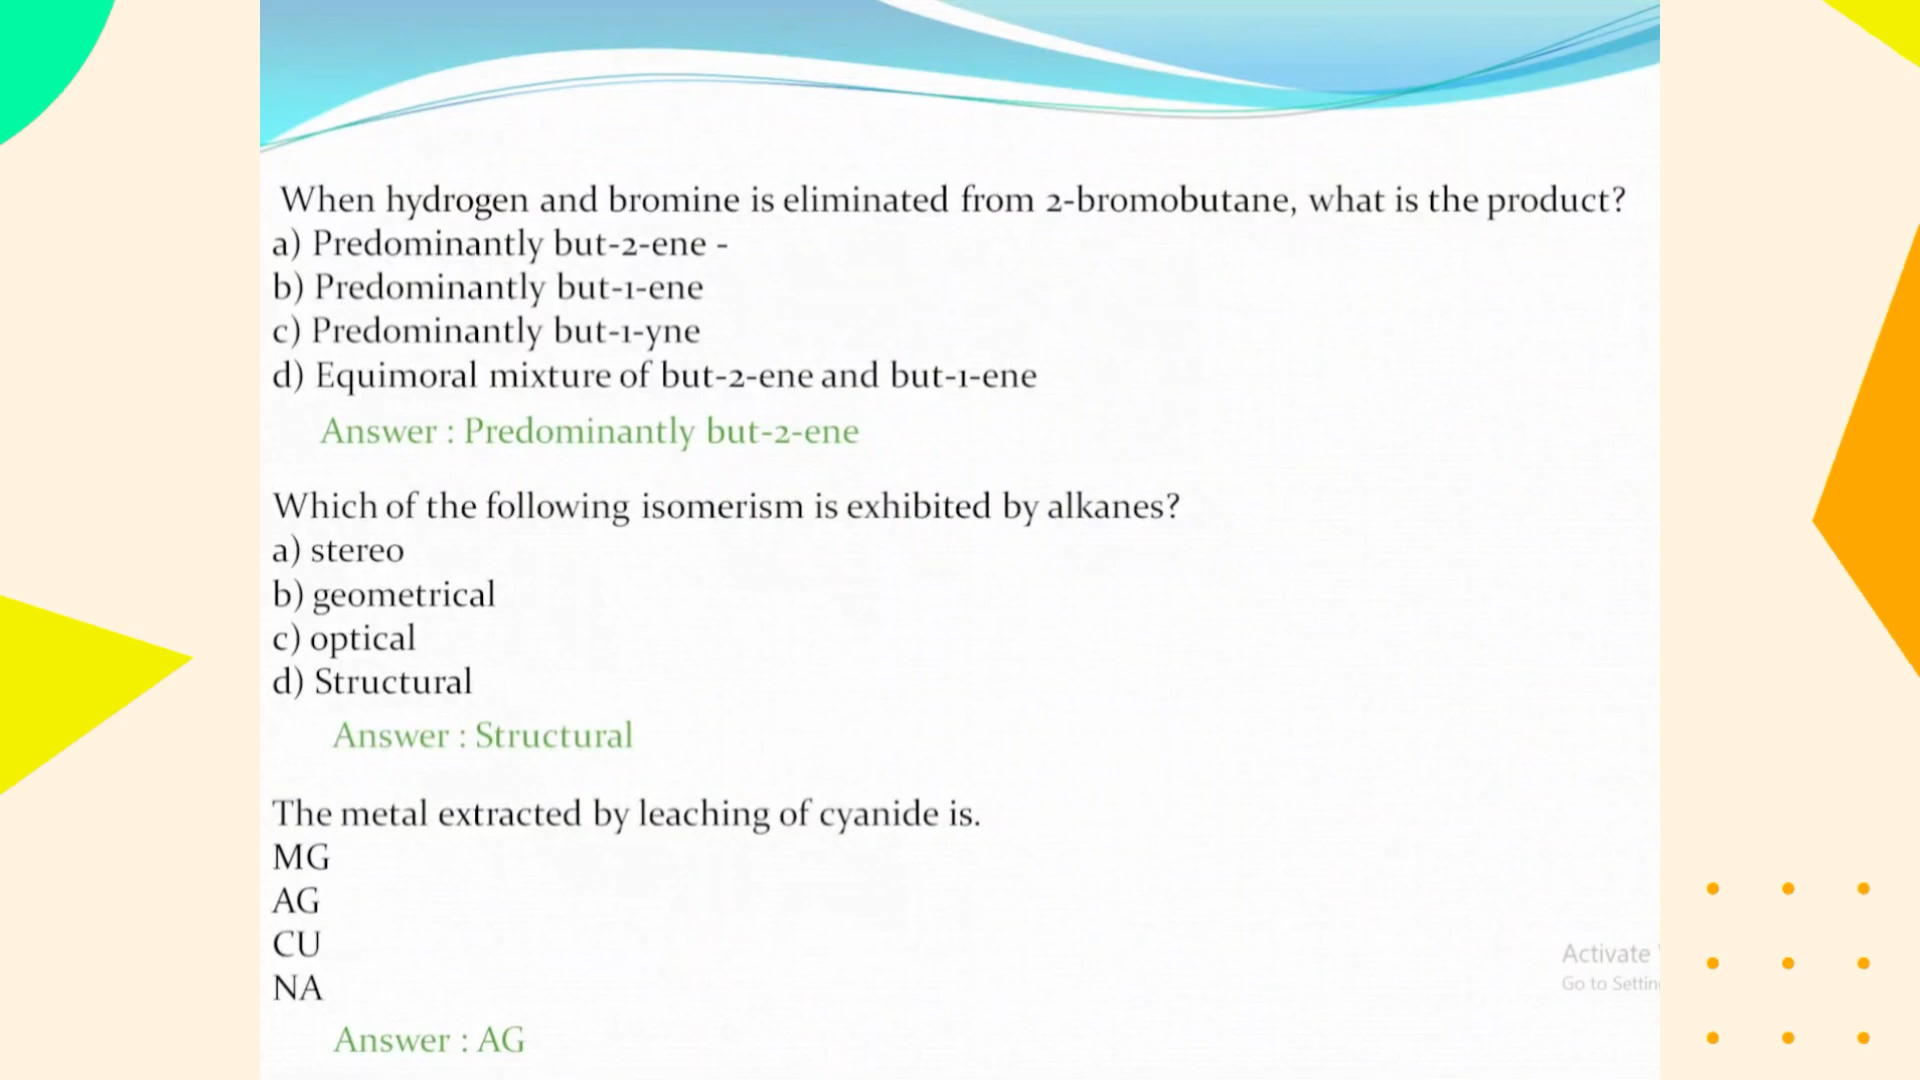 When hydrogen and bromine is eliminated from 2-bromobutane, what is the product?
a) Predominantly but-2-ene -
b) Predominantly but-1-ene
c) Predominantly but-1-yne
d) Equimoral mixture of but-2-ene and but-1-ene
Answer : Predominantly but-2-ene
Which of the following isomerism is exhibited by alkanes?
a) stereo
b) geometrical
c) optical
d) Structural
Answer : Structural
The metal extracted by leaching of cyanide is.
MG
AG
CU
NA
Answer : AG
Activate
Go to Settin